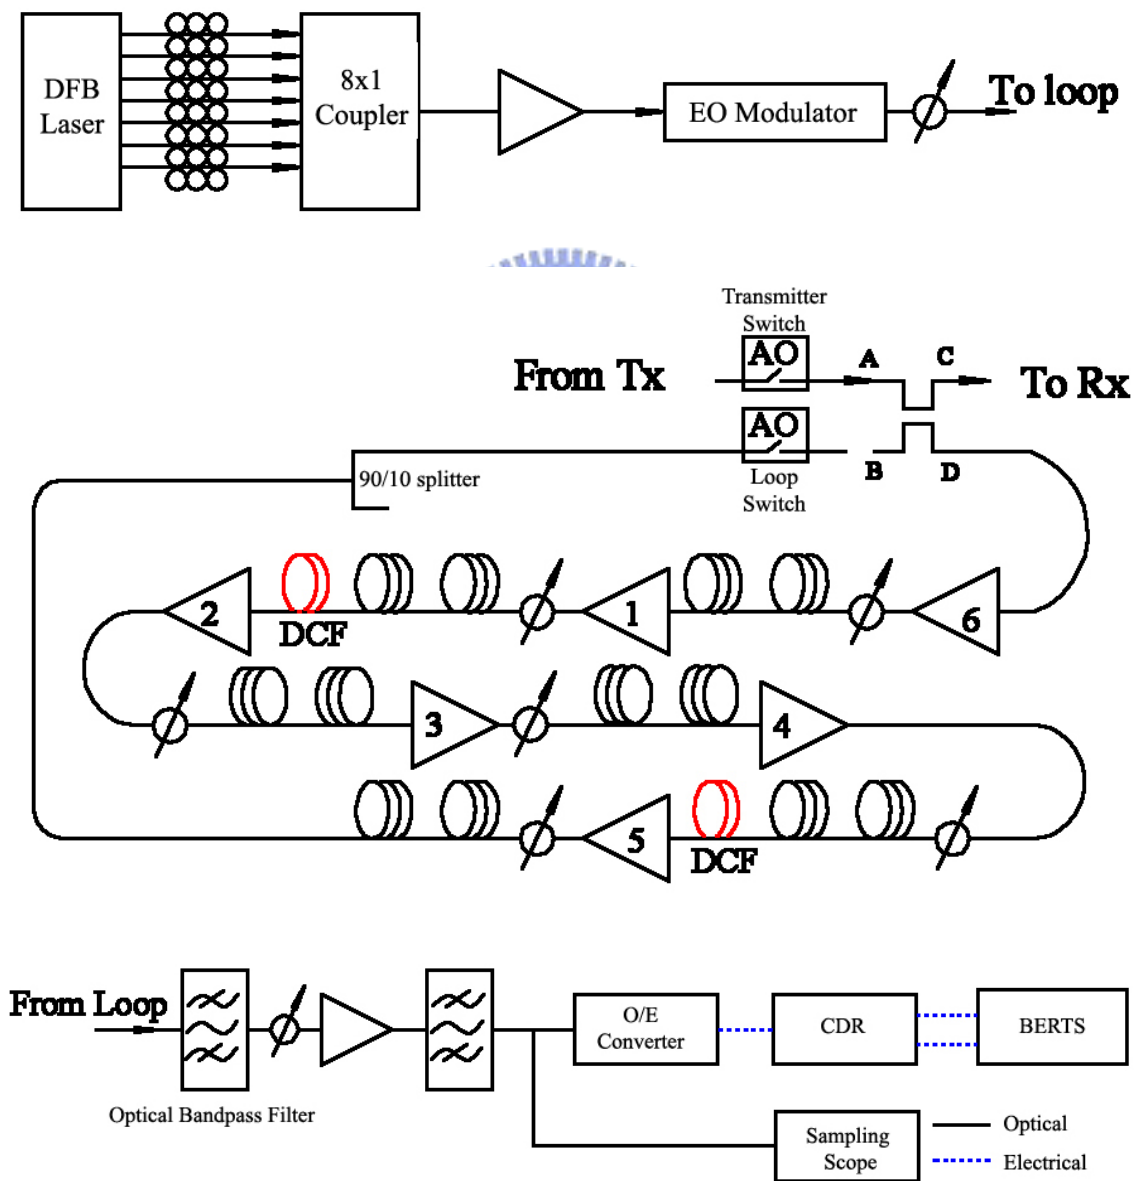 DFB
Laser
8x1
Coupler
EO Modulator
To loop
Transmitter
Switch
AO
From Tx
A
C
To Rx
AO
B
D
90/10 splitter
Loop
Switch
2
DCF
1
6
3
4
5
DCF
From Loop
Optical Bandpass Filter
O/E
Converter
CDR
BERTS
Sampling
Scope
Optical
Electrical